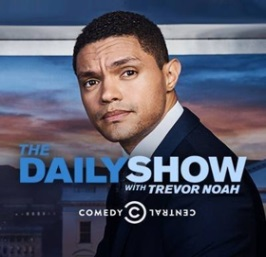 THE
DAILY SHOW
WITH TREVOR NOAH
COMEDY C CENTRAL